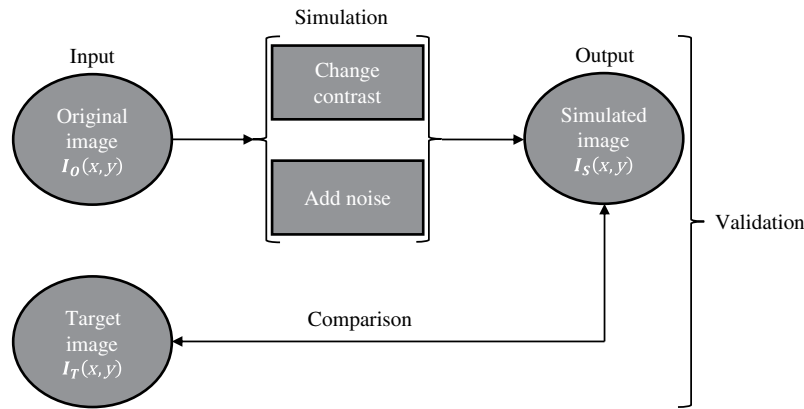 Simulation
Input
Output
Change
contrast
Original
image
I_O(x,y)
Simulated
image
I_S(x,y)
Add noise
Validation
Target
image
I_T(x,y)
Comparison